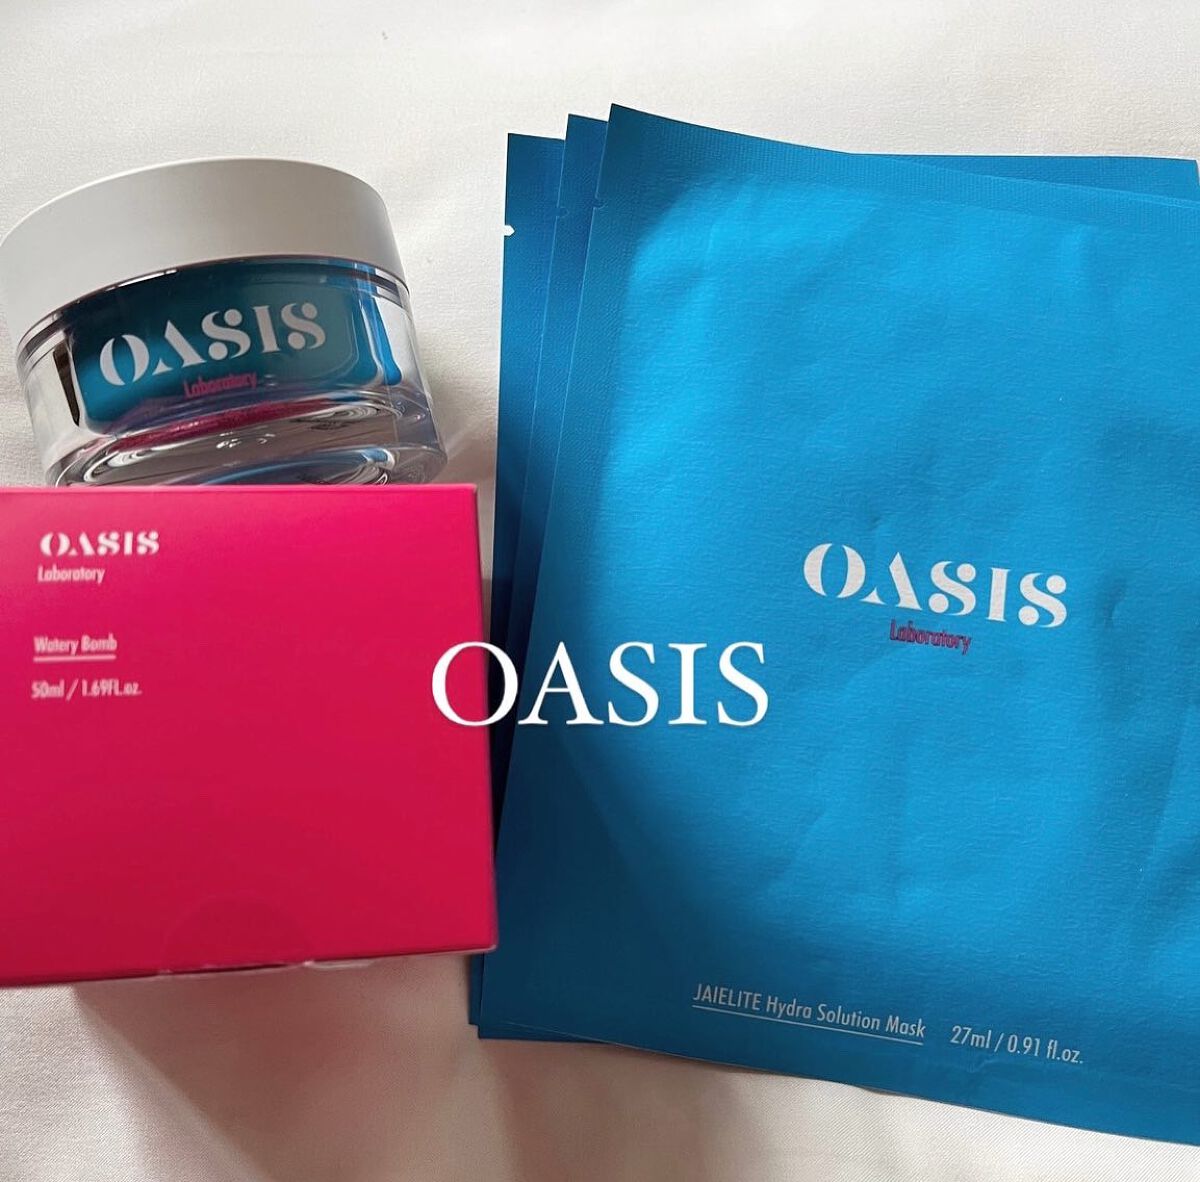 OASIS
Laboratory
OASIS
Laboratory
Watery Bomb
50ml / 1.69FL.oz.
OASIS
OASIS
Laboratory
JAIELITE Hydra Solution Mask 27ml / 0.91 fl.oz.